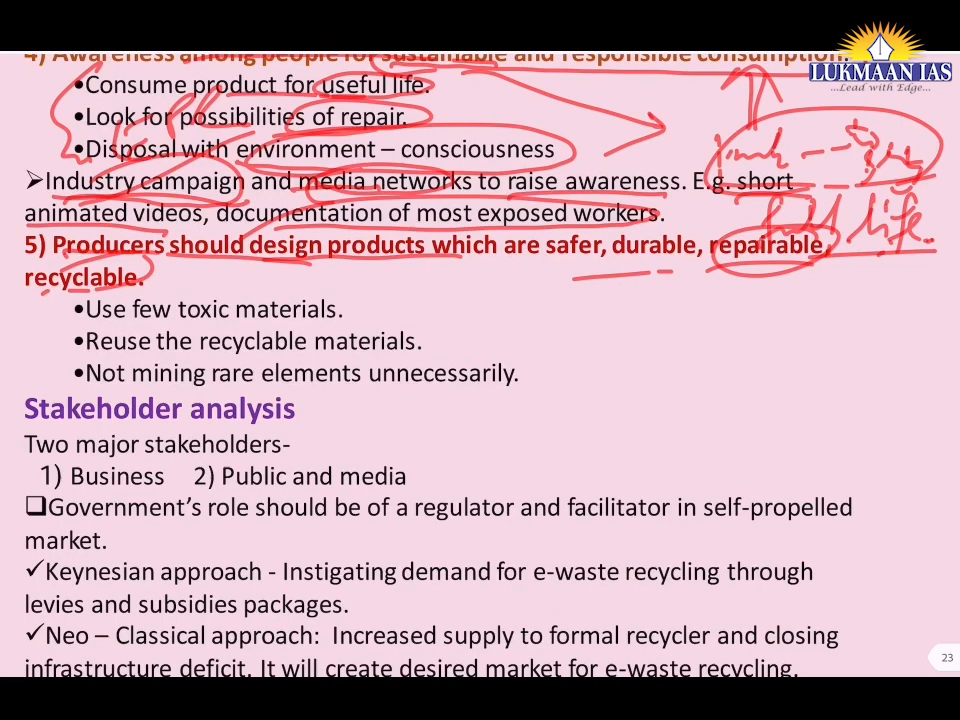 4) Awareness among people for sustainable and responsible consumption.
LUKMAAN IAS
...Lead with Edge...
•Consume product for useful life.
•Look for possibilities of repair.
•Disposal with environment – consciousness
➢Industry campaign and media networks to raise awareness. E.g. short
animated videos, documentation of most exposed workers.
life.
5) Producers should design products which are safer, durable, repairable,
recyclable.
•Use few toxic materials.
•Reuse the recyclable materials.
•Not mining rare elements unnecessarily.
Stakeholder analysis
Two major stakeholders-
1) Business 2) Public and media
❑Government’s role should be of a regulator and facilitator in self-propelled
market.
✓Keynesian approach - Instigating demand for e-waste recycling through
levies and subsidies packages.
✓Neo – Classical approach: Increased supply to formal recycler and closing
infrastructure deficit. It will create desired market for e-waste recycling.
23